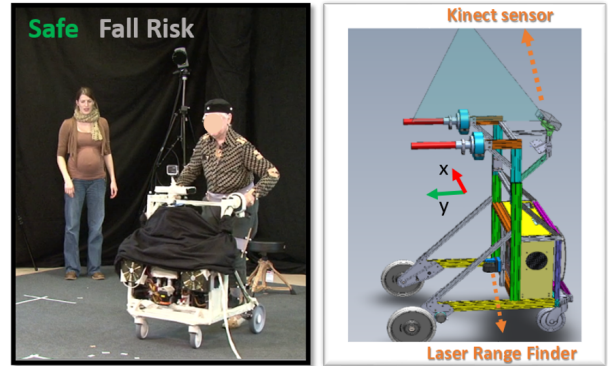 Safe Fall Risk
Kinect sensor
x
y
Laser Range Finder